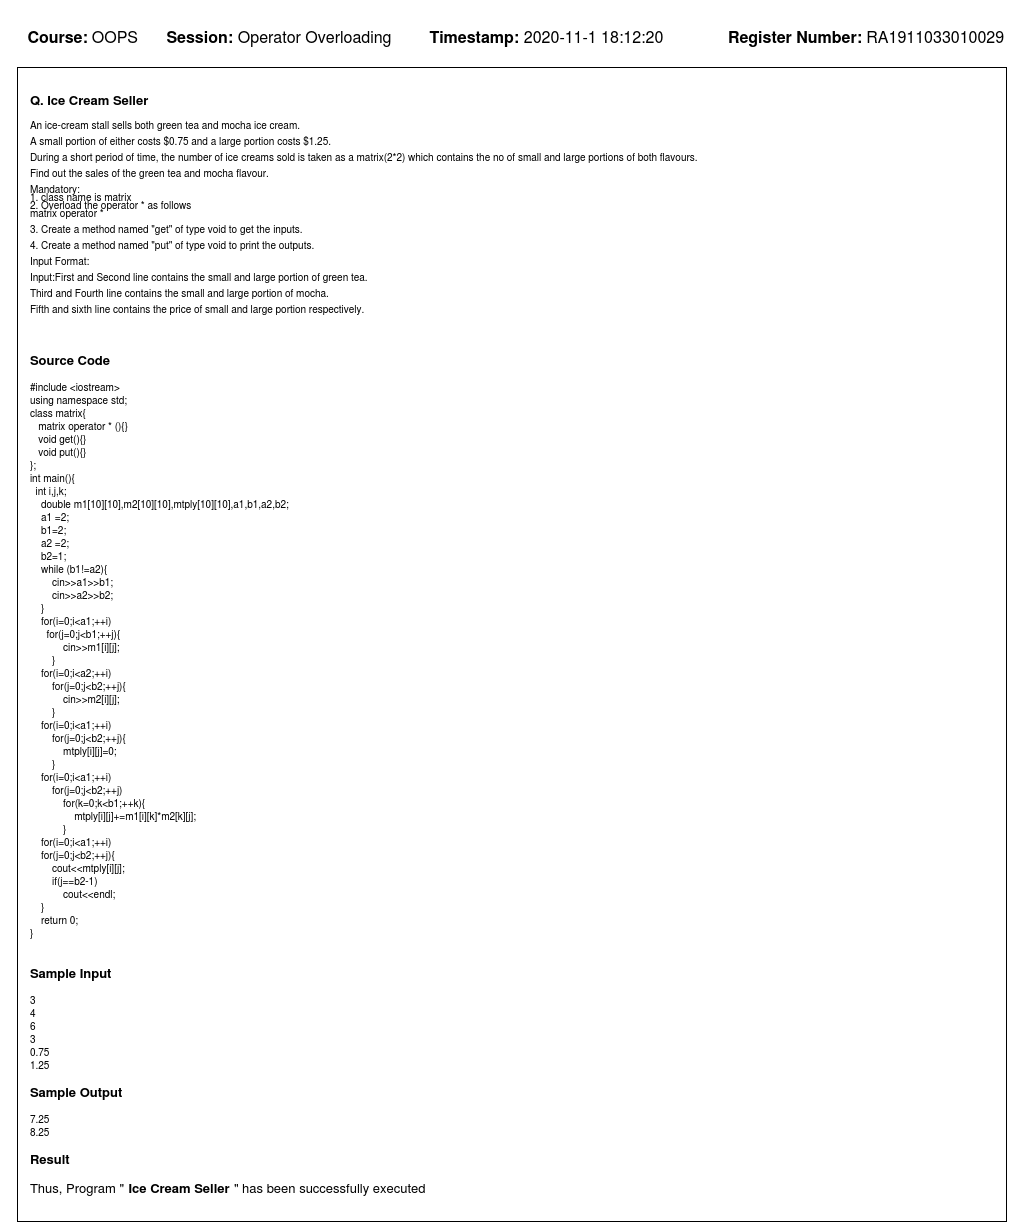 Course: OOPS Session: Operator Overloading Timestamp: 2020-11-1 18:12:20 Register Number: RA1911033010029
Q. Ice Cream Seller
An ice-cream stall sells both green tea and mocha ice cream.
A small portion of either costs $0.75 and a large portion costs $1.25.
During a short period of time, the number of ice creams sold is taken as a matrix(2*2) which contains the no of small and large portions of both flavours.
Find out the sales of the green tea and mocha flavour.
Mandatory:
1. class name is matrix
2. Overload the operator * as follows
matrix operator *
3. Create a method named "get" of type void to get the inputs.
4. Create a method named "put" of type void to print the outputs.
Input Format:
Input:First and Second line contains the small and large portion of green tea.
Third and Fourth line contains the small and large portion of mocha.
Fifth and sixth line contains the price of small and large portion respectively.
Source Code
#include <iostream>
using namespace std;
class matrix{
matrix operator * (){}
void get(){}
void put(){}
};
int main(){
int i,j,k;
double m1[10][10],m2[10][10],mtply[10][10],a1,b1,a2,b2;
a1 =2;
b1=2;
a2 =2;
b2=1;
while (b1!=a2){
cin>>a1>>b1;
cin>>a2>>b2;
}
for(i=0;i<a1;++i)
for(j=0;j<b1;++j){
cin>>m1[i][j];
}
for(i=0;i<a2;++i)
for(j=0;j<b2;++j){
cin>>m2[i][j];
}
for(i=0;i<a1;++i)
for(j=0;j<b2;++j){
mtply[i][j]=0;
}
for(i=0;i<a1;++i)
for(j=0;j<b2;++j)
for(k=0;k<b1;++k){
mtply[i][j]+=m1[i][k]*m2[k][j];
}
for(i=0;i<a1;++i)
for(j=0;j<b2;++j){
cout<<mtply[i][j];
if(j==b2-1)
cout<<endl;
}
return 0;
}
Sample Input
3
4
6
3
0.75
1.25
Sample Output
7.25
8.25
Result
Thus, Program " Ice Cream Seller " has been successfully executed